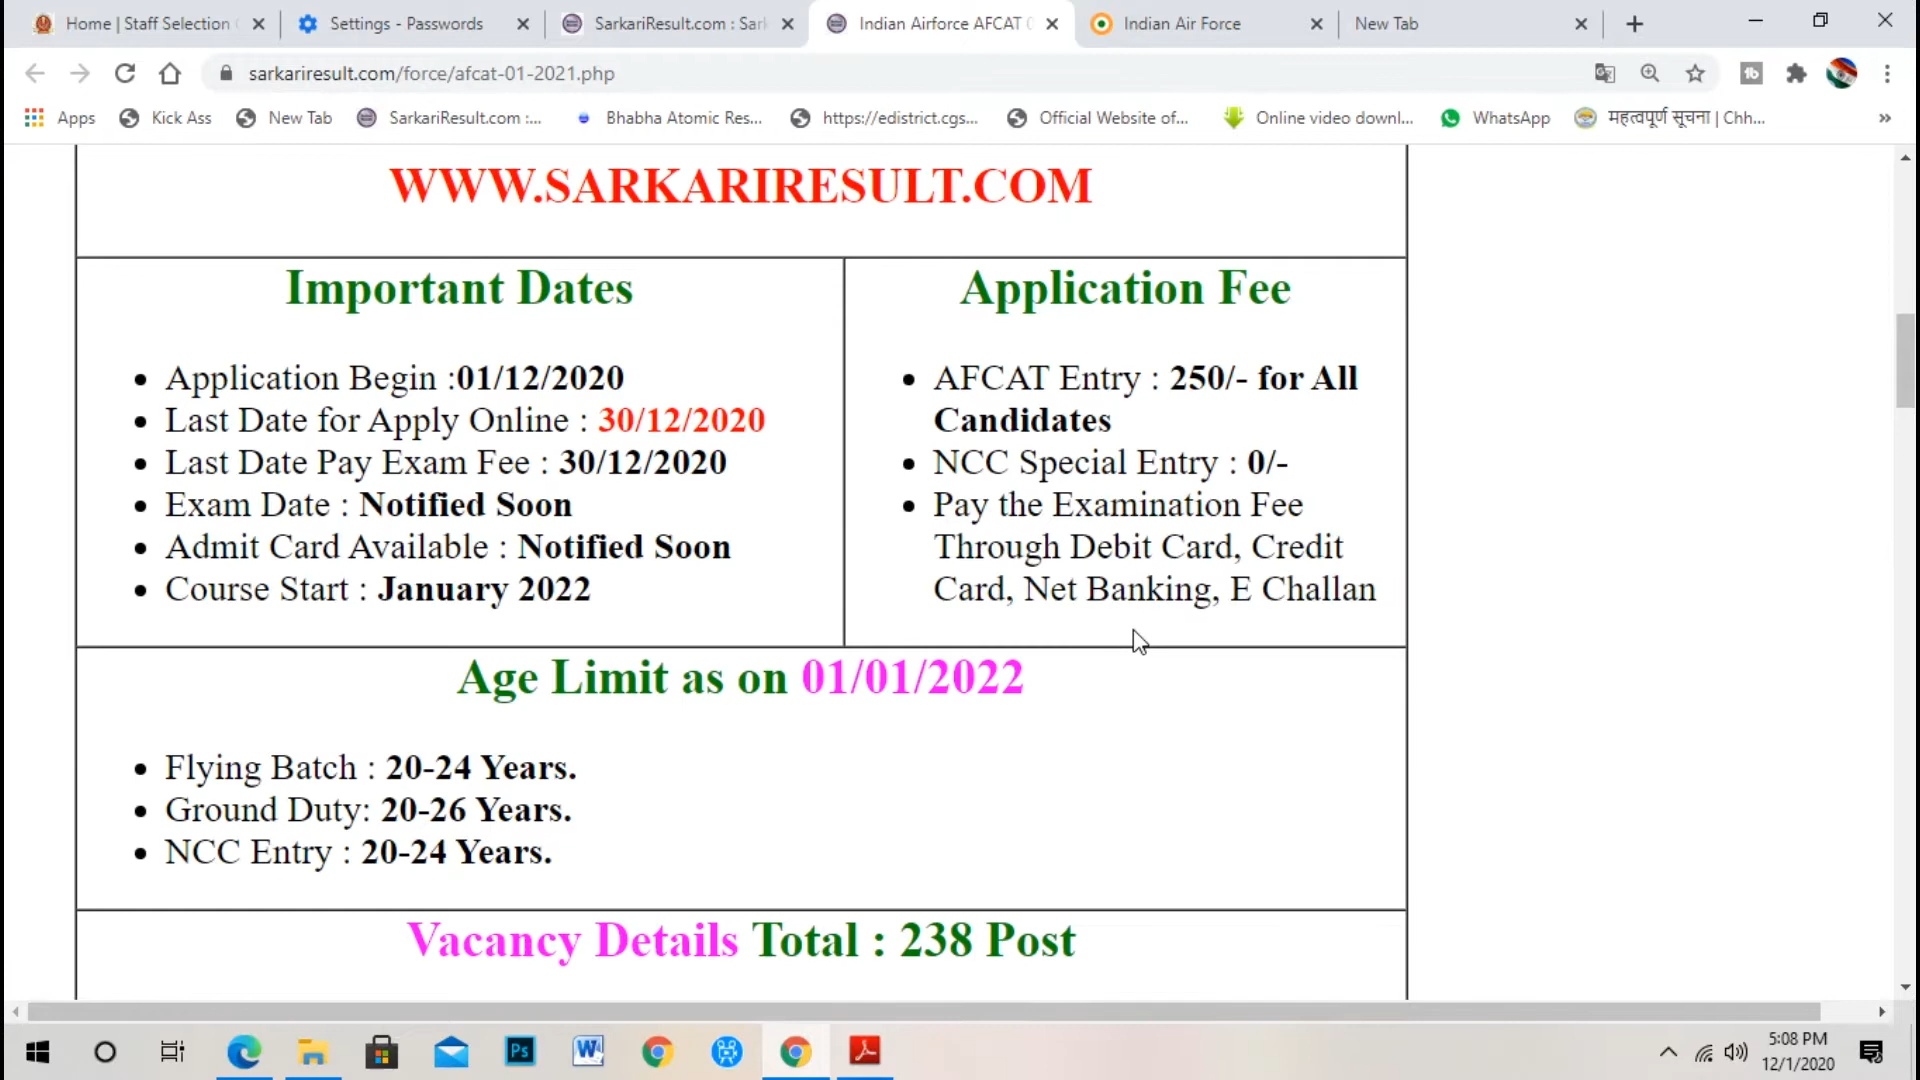 Home | Staff Selection
Settings - Passwords
SarkariResult.com : Sark
Indian Airforce AFCAT 0
Indian Air Force
New Tab
sarkariresult.com/force/afcat-01-2021.php
Apps
Kick Ass
New Tab
SarkariResult.com :...
Bhabha Atomic Res...
https://edistrict.cgs...
Official Website of...
Online video downl...
WhatsApp
महत्वपूर्ण सूचना | Chh...
WWW.SARKARIRESULT.COM
Important Dates
Application Begin :01/12/2020
Last Date for Apply Online : 30/12/2020
Last Date Pay Exam Fee : 30/12/2020
Exam Date : Notified Soon
Admit Card Available : Notified Soon
Course Start : January 2022
Application Fee
AFCAT Entry : 250/- for All
Candidates
NCC Special Entry : 0/-
Pay the Examination Fee
Through Debit Card, Credit
Card, Net Banking, E Challan
Age Limit as on 01/01/2022
Flying Batch : 20-24 Years.
Ground Duty: 20-26 Years.
NCC Entry : 20-24 Years.
Vacancy Details Total : 238 Post
Ps
W
5:08 PM
12/1/2020